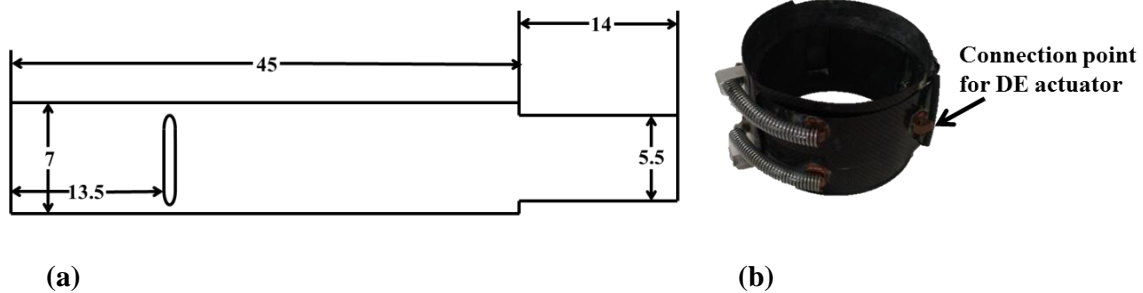 14
45
7
5.5
13.5
Connection point
for DE actuator
(a)
(b)